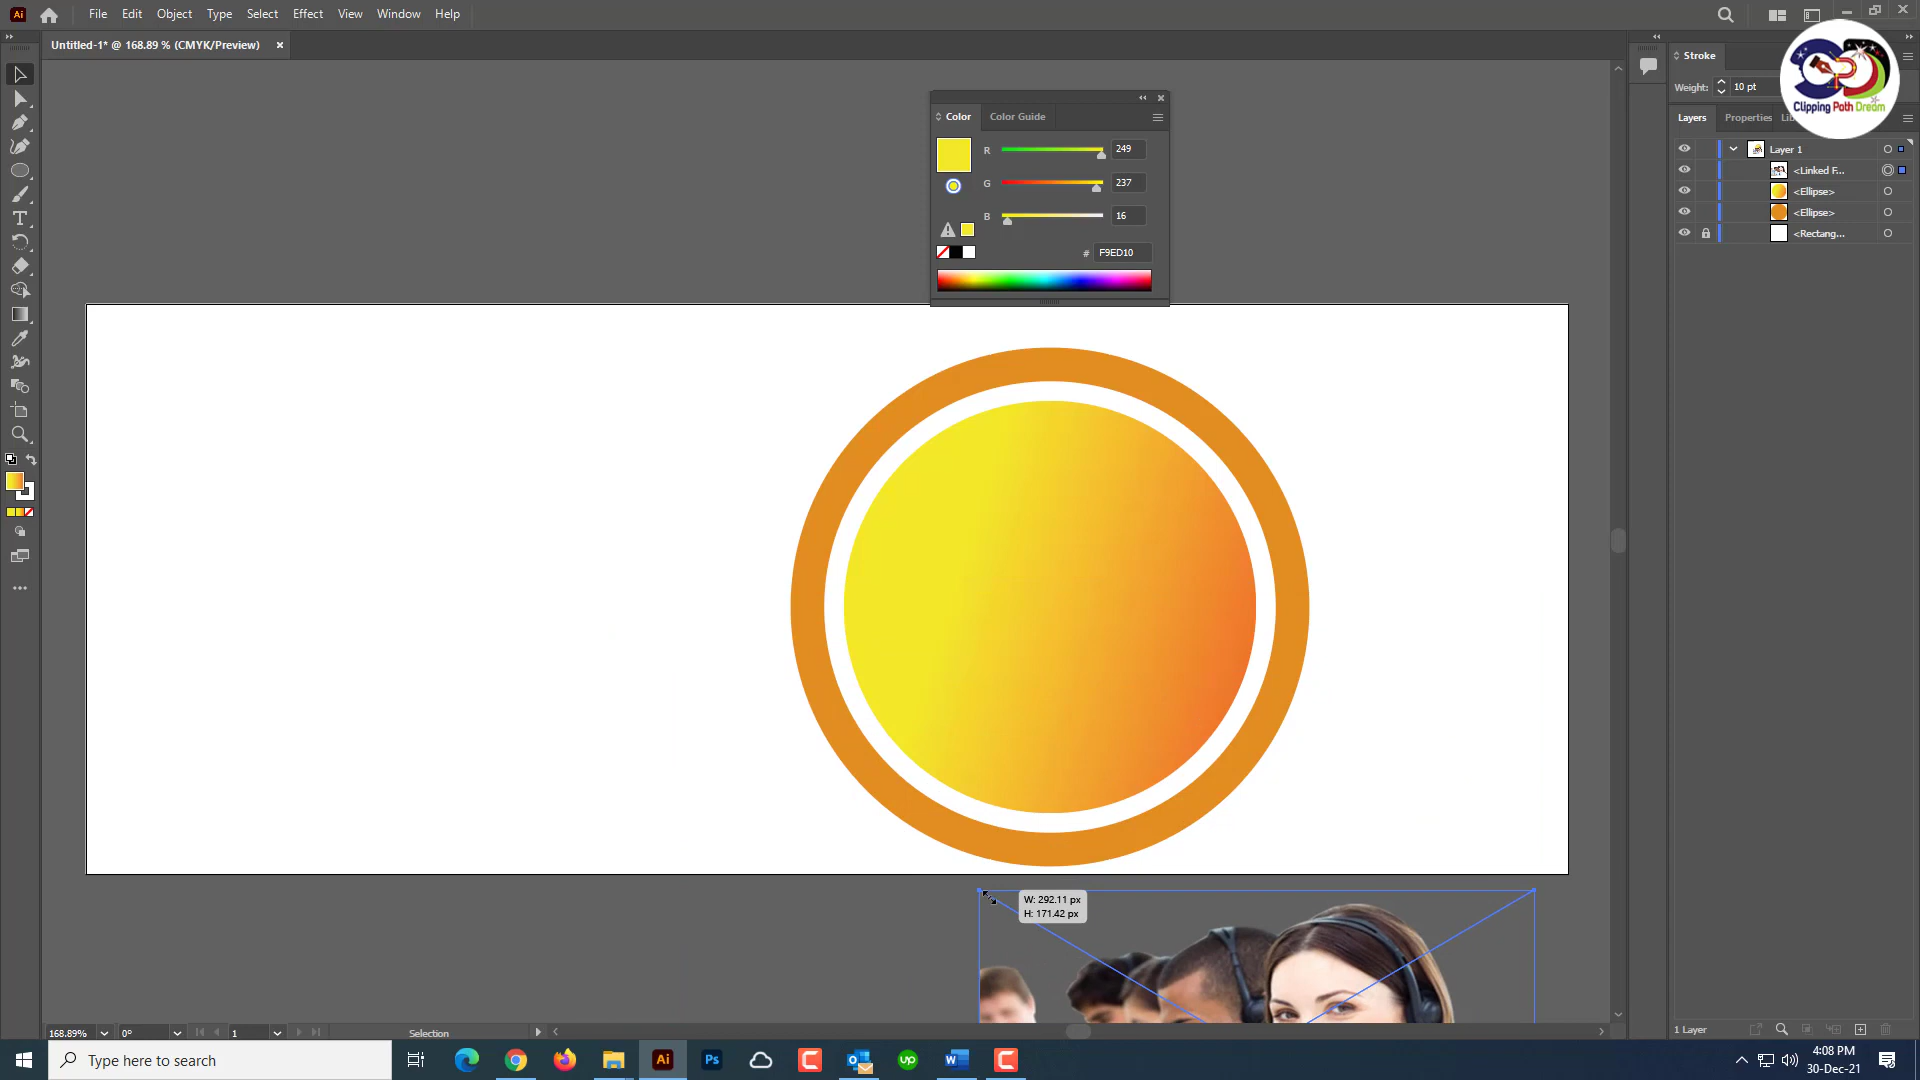 Ai File Edit Object Type Select Effect View Window Help
Untitled-1* @ 168.89 % (CMYK/Preview) ×
Color Color Guide
R 249
G 237
B 16
# F9ED10
Stroke
Weight: 10 pt
Clipping Path Dream
Layers Properties
Layer 1
<Linked F...
<Ellipse>
<Ellipse>
<Rectang...
W: 292.11 px
H: 171.42 px
168.89% 0° 1 Selection
1 Layer
Type here to search
Ai Ps up W
4:08 PM
30-Dec-21